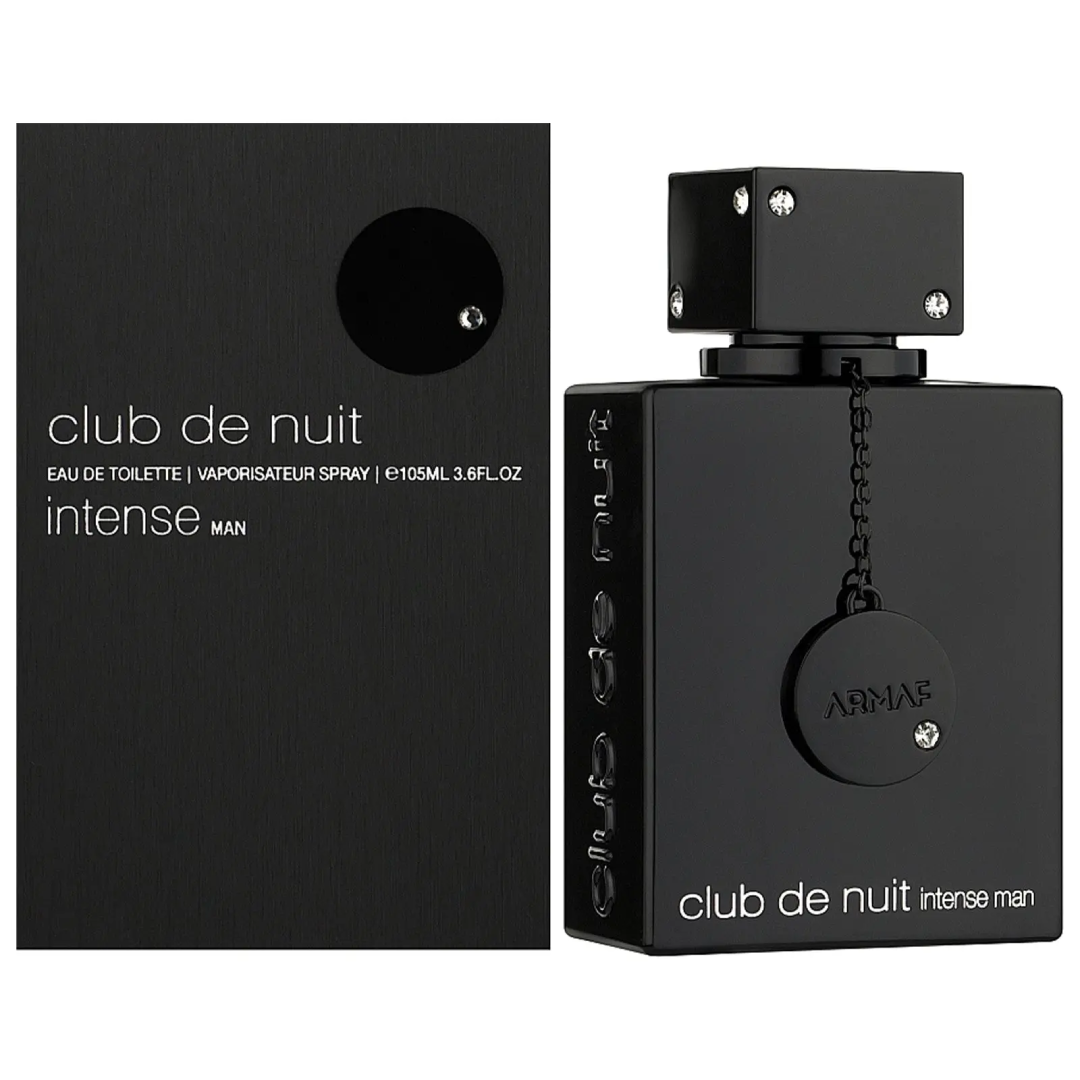 club de nuit
EAU DE TOILETTE | VAPORISATEUR SPRAY | ℮105ML 3.6FL.OZ
intense MAN
club de nuit
ARMAF
club de nuit intense man